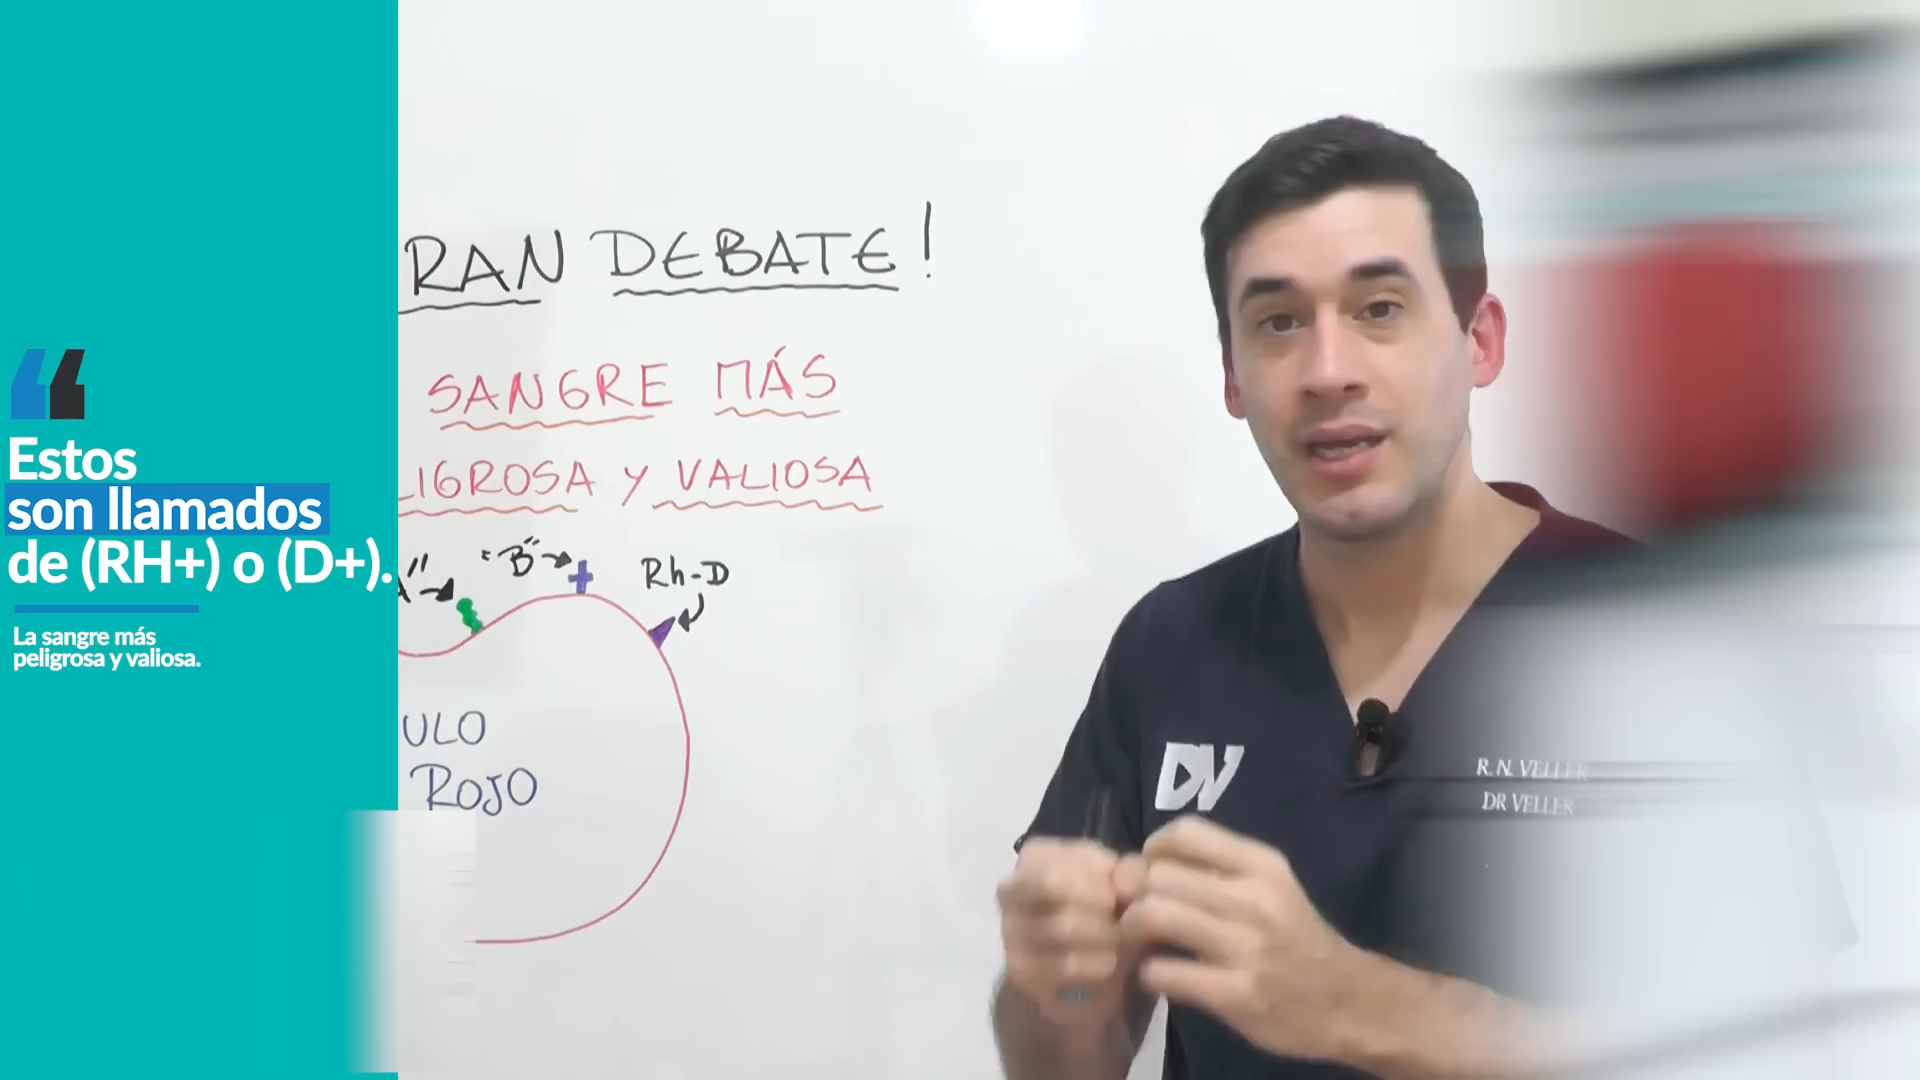 Estos
son llamados
de (RH+) o (D+).
La sangre más
peligrosa y valiosa.
RAN DEBATE!
SANGRE MÁS
LIGROSA Y VALIOSA
A" "B" Rh-D
ULO
ROJO
DV
R. N. VELLER
DR VELLER